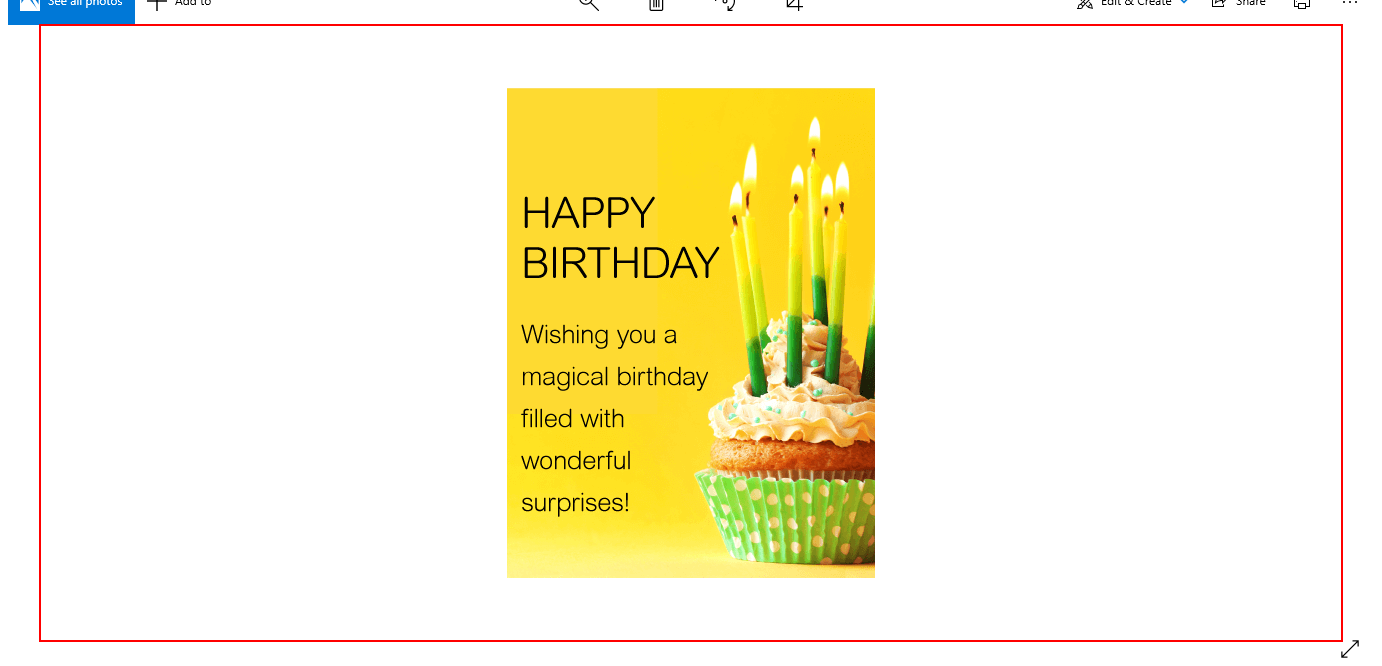 See all photos Add to Edit & Create Share
HAPPY
BIRTHDAY
Wishing you a
magical birthday
filled with
wonderful
surprises!